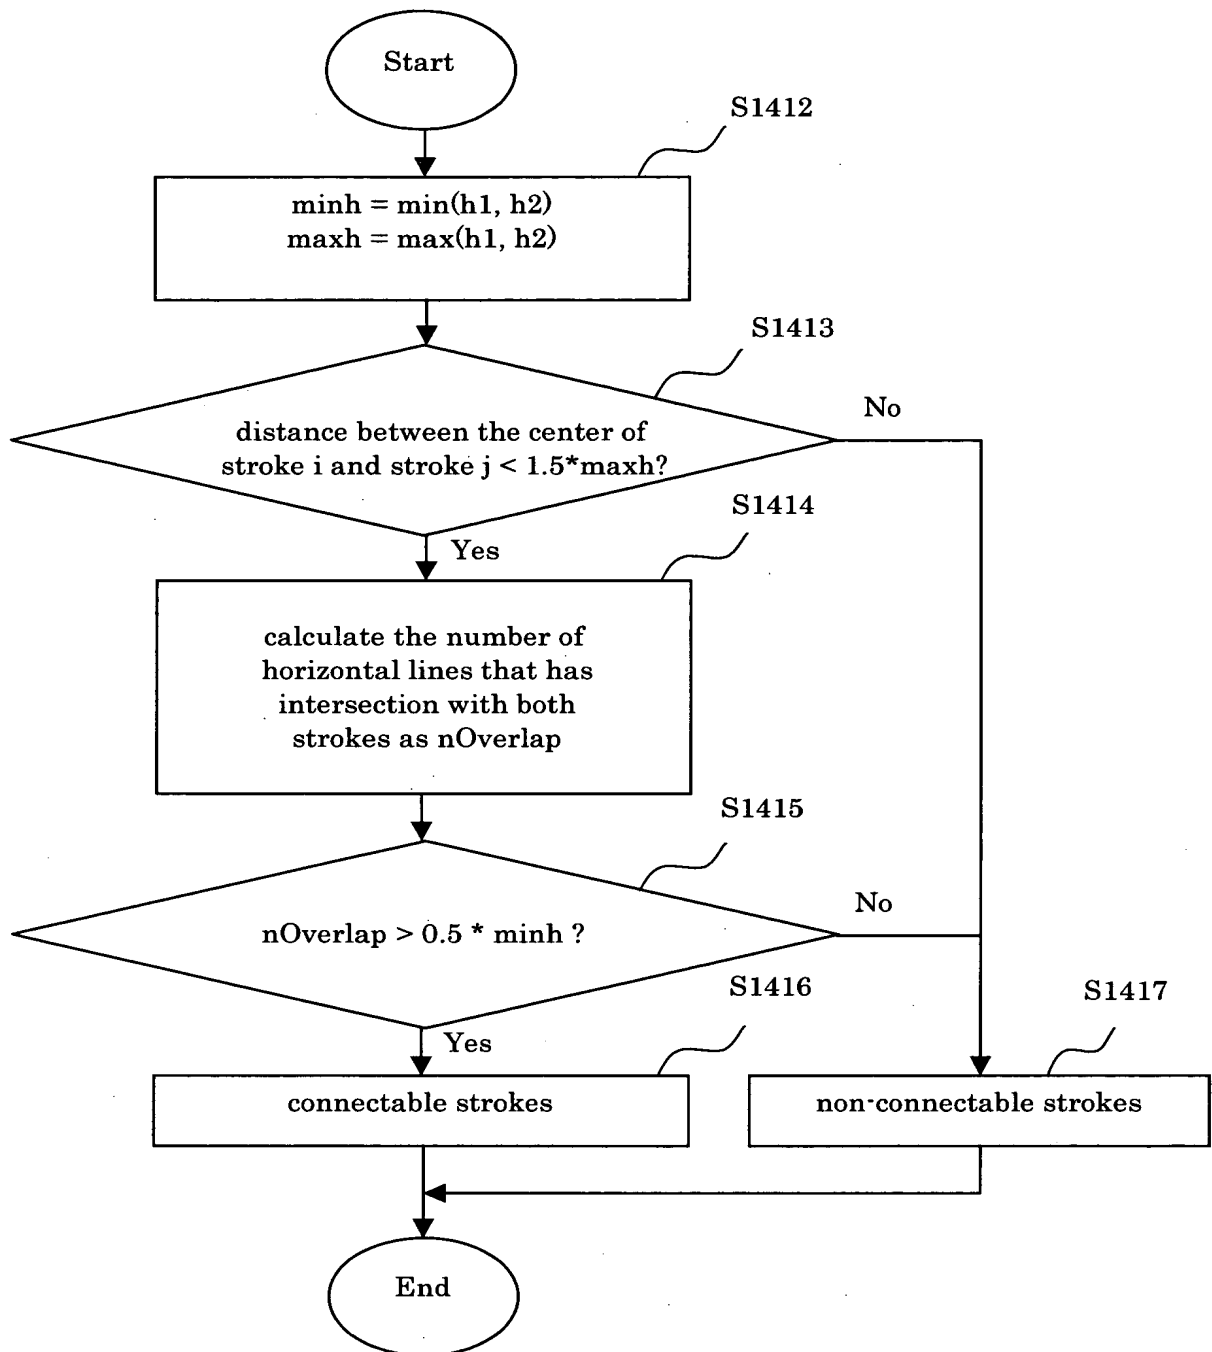 Start
S1412
minh = min(h1, h2)
maxh = max(h1, h2)
S1413
No
distance between the center of
stroke i and stroke j < 1.5*maxh?
S1414
Yes
calculate the number of
horizontal lines that has
intersection with both
strokes as nOverlap
S1415
No
nOverlap > 0.5 * minh ?
S1416
S1417
Yes
connectable strokes
non-connectable strokes
End